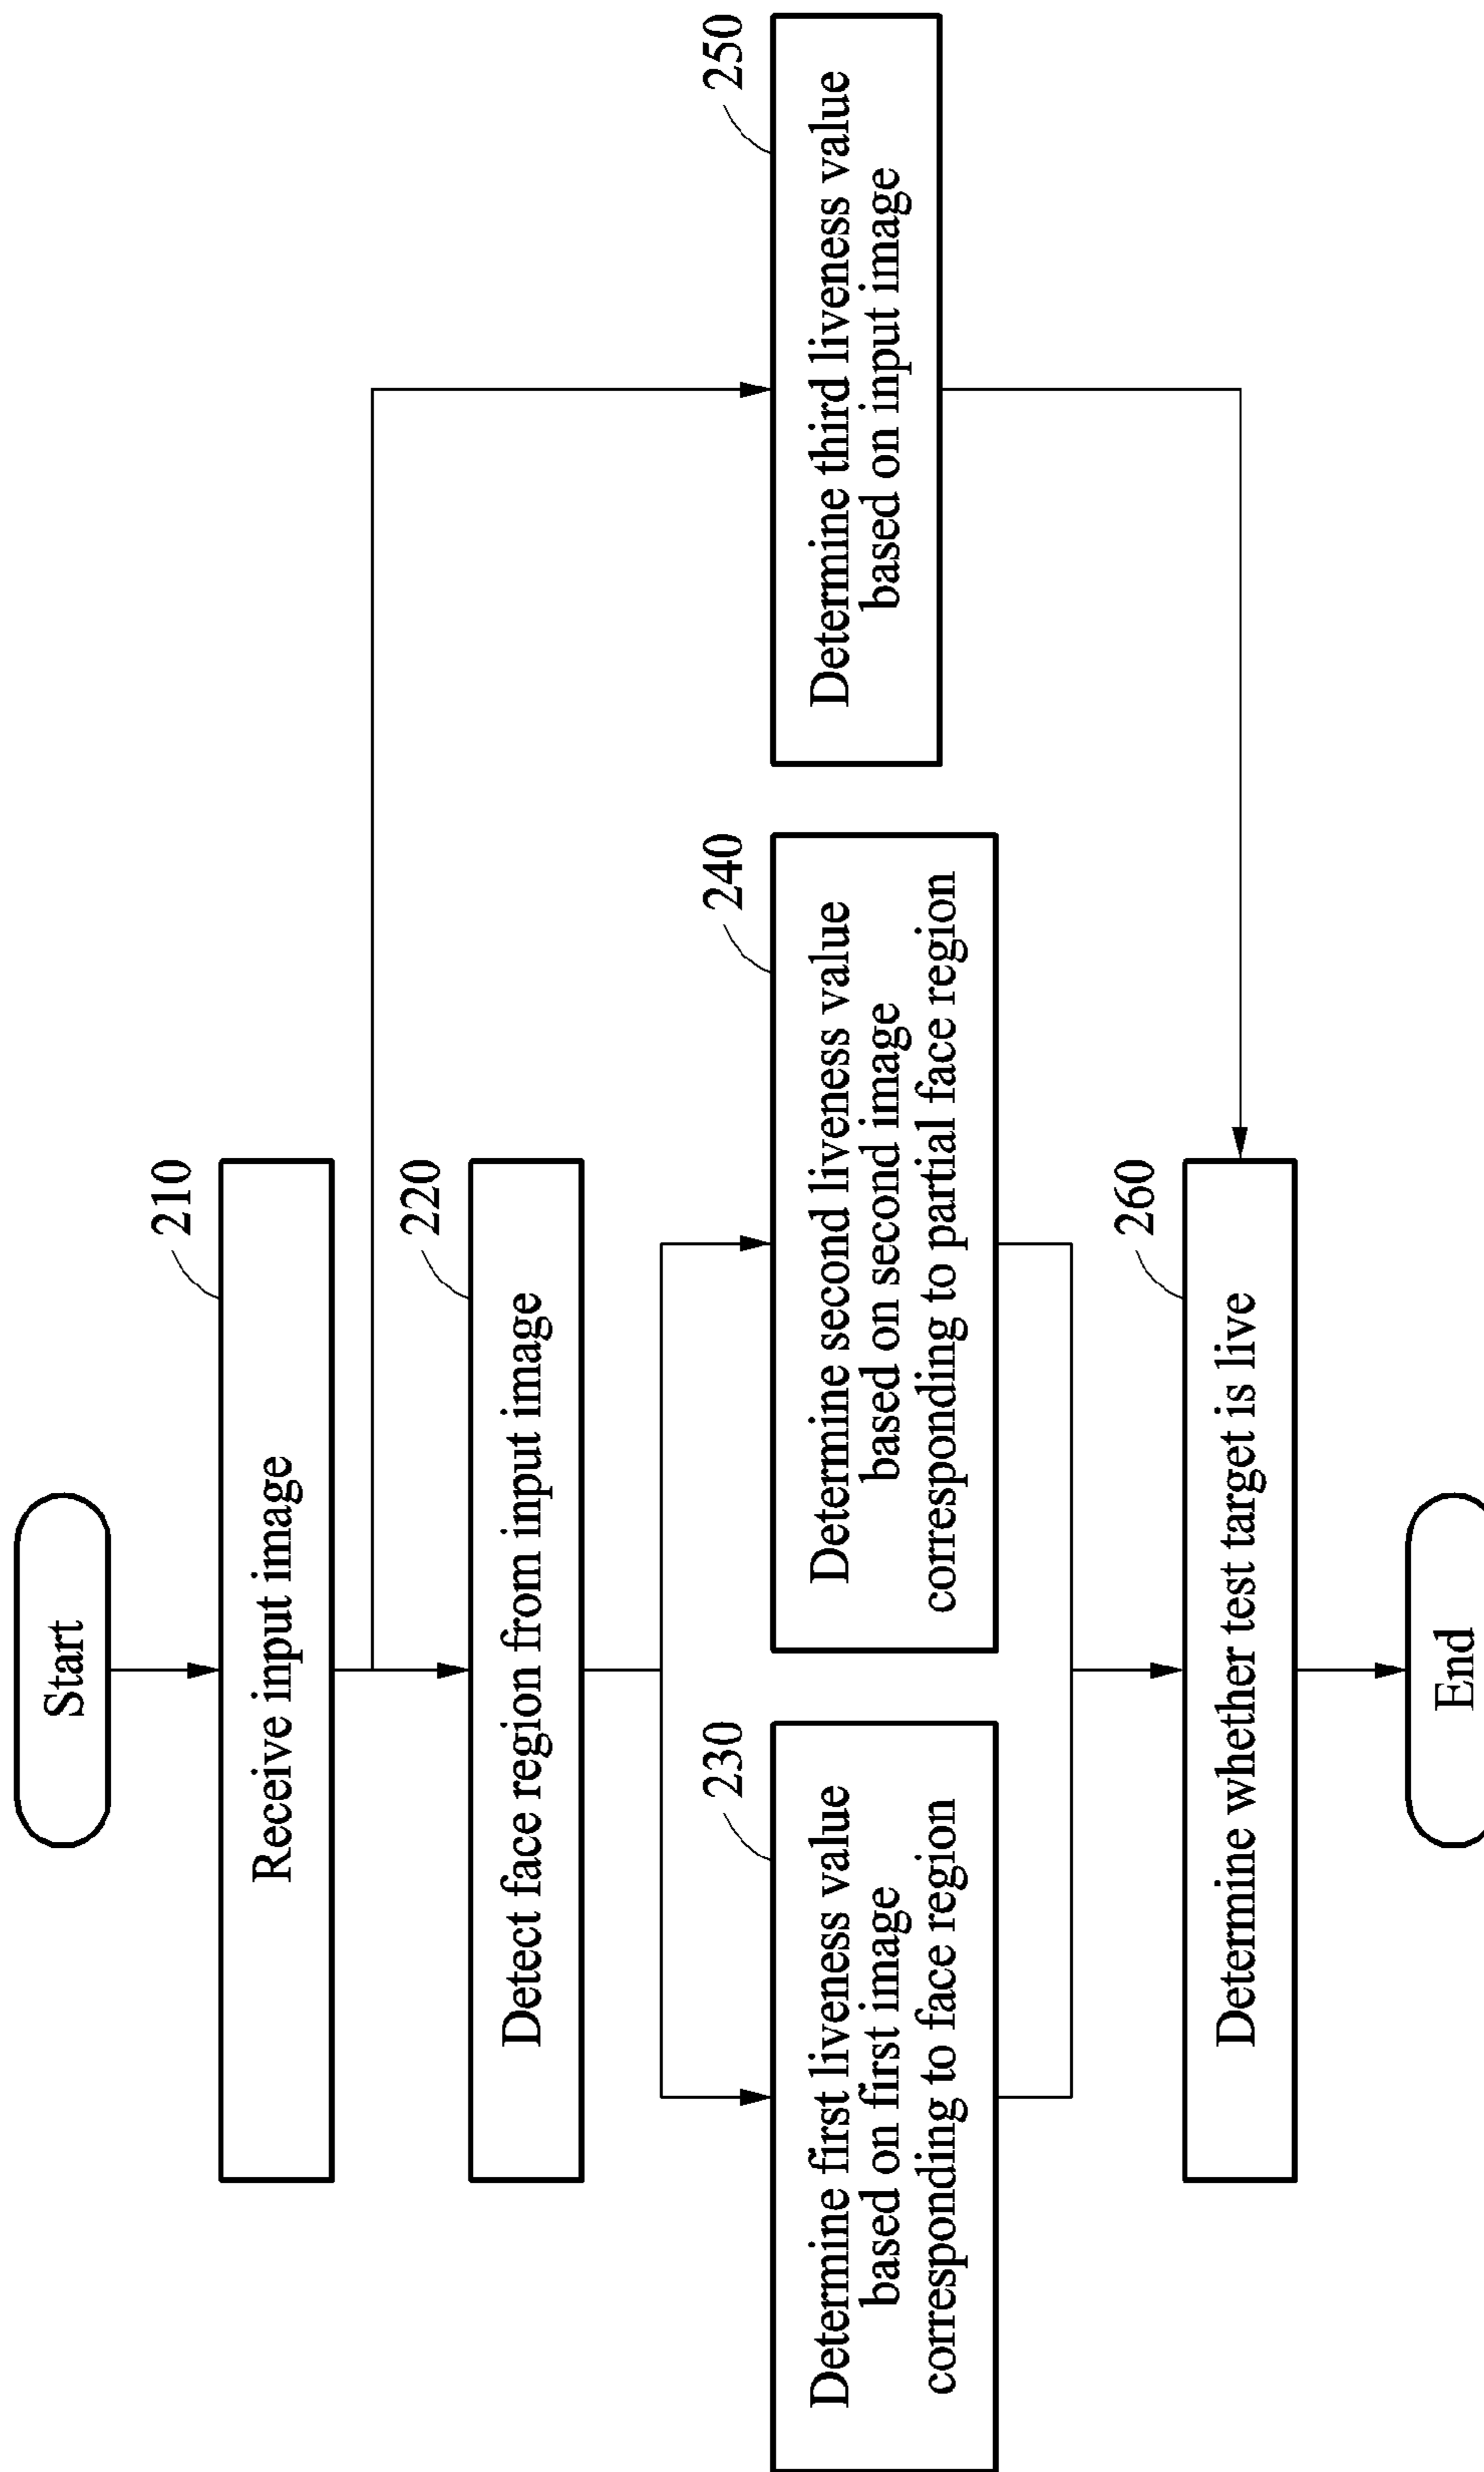 Start
210
Receive input image
220
Detect face region from input image
230
Determine first liveness value
based on first image
corresponding to face region
240
Determine second liveness value
based on second image
corresponding to partial face region
250
Determine third liveness value
based on input image
260
Determine whether test target is live
End